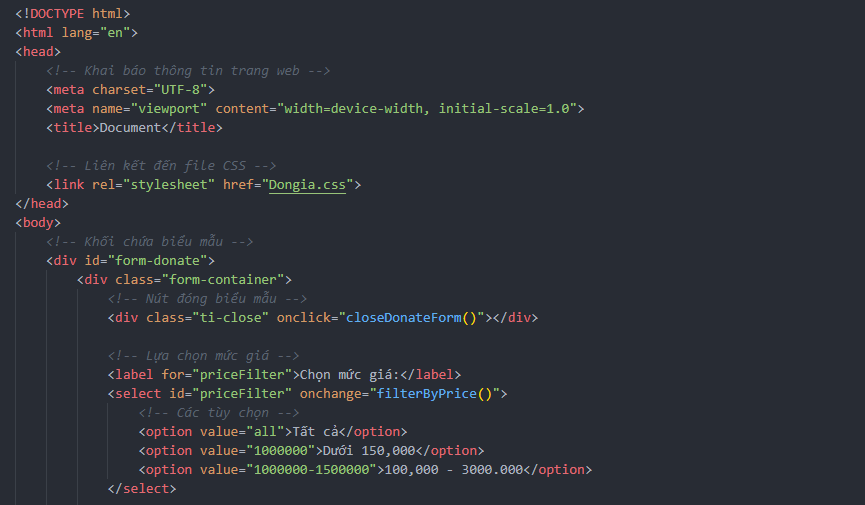 <!DOCTYPE html>
<html lang="en">
<head>
<!-- Khai báo thông tin trang web -->
<meta charset="UTF-8">
<meta name="viewport" content="width=device-width, initial-scale=1.0">
<title>Document</title>
<!-- Liên kết đến file CSS -->
<link rel="stylesheet" href="Dongia.css">
</head>
<body>
<!-- Khối chứa biểu mẫu -->
<div id="form-donate">
<div class="form-container">
<!-- Nút đóng biểu mẫu -->
<div class="ti-close" onclick="closeDonateForm()"></div>
<!-- Lựa chọn mức giá -->
<label for="priceFilter">Chọn mức giá:</label>
<select id="priceFilter" onchange="filterByPrice()">
<!-- Các tùy chọn -->
<option value="all">Tất cả</option>
<option value="1000000">Dưới 150,000</option>
<option value="1000000-1500000">100,000 - 3000.000</option>
</select>